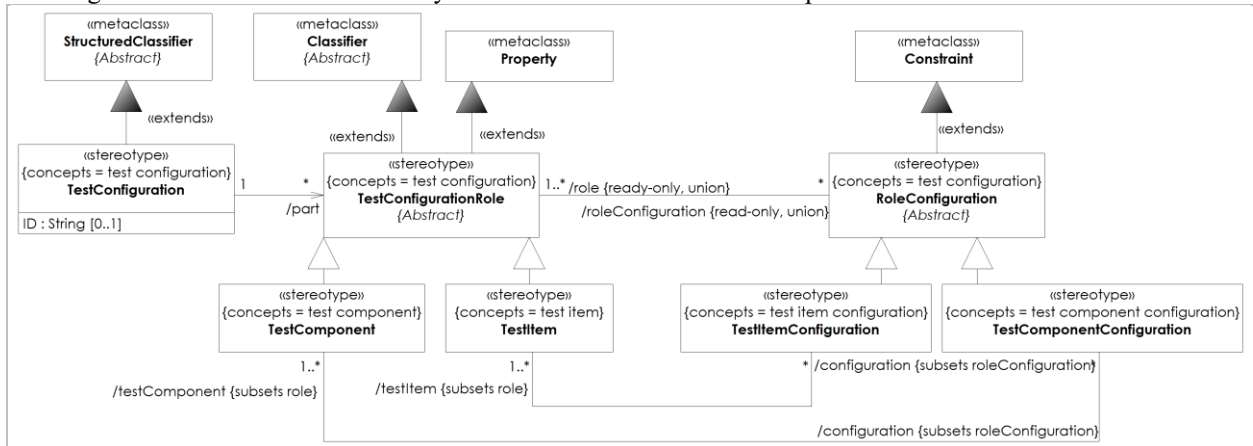 «metaclass»
StructuredClassifier
{Abstract}
«metaclass»
Classifier
{Abstract}
«metaclass»
Property
«metaclass»
Constraint
«extends»
«extends»
«extends»
«extends»
«stereotype»
{concepts = test configuration}
TestConfiguration
ID : String [0..1]
1
*
/part
«stereotype»
{concepts = test configuration}
TestConfigurationRole
{Abstract}
1..*
/role {ready-only, union}
*
/roleConfiguration {read-only, union}
«stereotype»
{concepts = test configuration}
RoleConfiguration
{Abstract}
«stereotype»
{concepts = test component}
TestComponent
«stereotype»
{concepts = test item}
TestItem
«stereotype»
{concepts = test item configuration}
TestItemConfiguration
«stereotype»
{concepts = test component configuration}
TestComponentConfiguration
1..*
/testComponent {subsets role}
1..*
/testItem {subsets role}
*
/configuration {subsets roleConfiguration}
*
/configuration {subsets roleConfiguration}